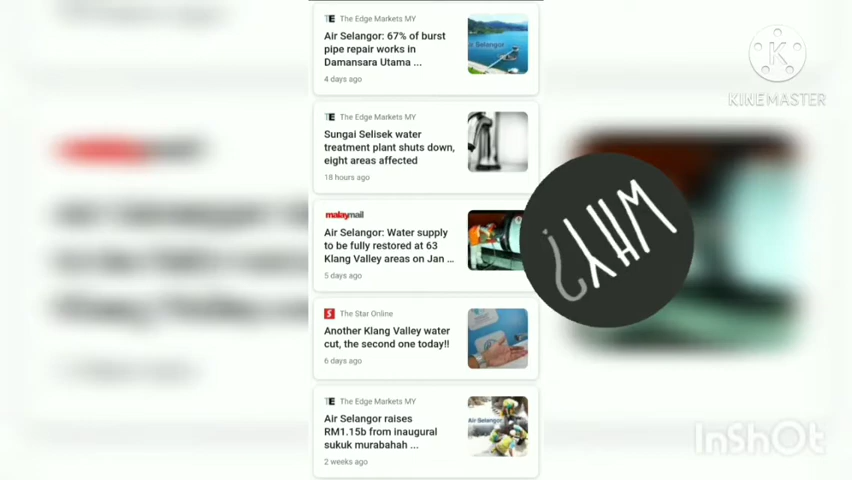 The Edge Markets MY
Air Selangor: 67% of burst
pipe repair works in
Damansara Utama ...
4 days ago
The Edge Markets MY
Sungai Selisek water
treatment plant shuts down,
eight areas affected
18 hours ago
malaymail
Air Selangor: Water supply
to be fully restored at 63
Klang Valley areas on Jan ...
5 days ago
The Star Online
Another Klang Valley water
cut, the second one today!!
6 days ago
The Edge Markets MY
Air Selangor raises
RM1.15b from inaugural
sukuk murabahah ...
2 weeks ago
Air Selangor
Air Selangor
WHY?
K
KINEMASTER
InShOt